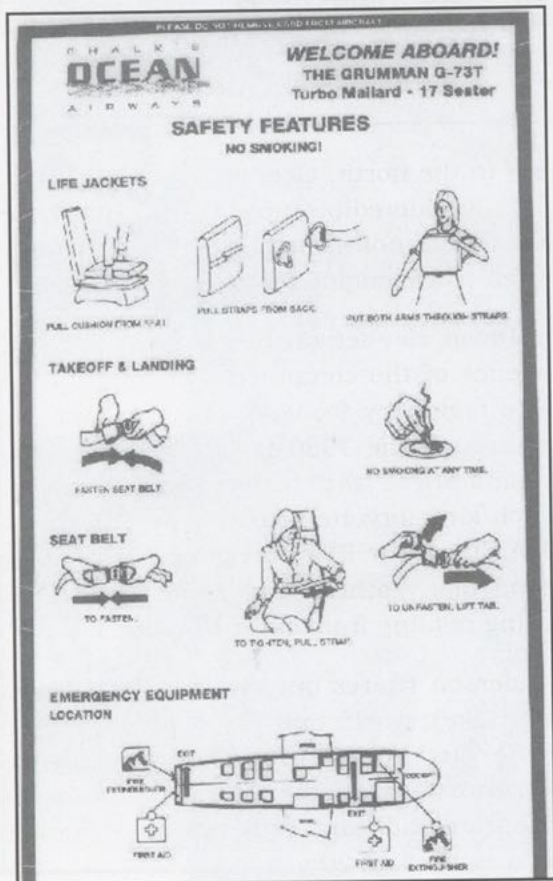 PLEASE DO NOT REMOVE CARD FROM AIRCRAFT
CHALK'S
OCEAN
AIRWAYS
WELCOME ABOARD!
THE GRUMMAN G-73T
Turbo Mallard - 17 Seater
SAFETY FEATURES
NO SMOKING!
LIFE JACKETS
PULL CUSHION FROM SEAT.
PULL STRAPS FROM BACK.
PUT BOTH ARMS THROUGH STRAPS
TAKEOFF & LANDING
FASTEN SEAT BELT.
NO SMOKING AT ANY TIME.
SEAT BELT
TO FASTEN.
TO TIGHTEN, PULL STRAP.
TO UNFASTEN, LIFT TAB.
EMERGENCY EQUIPMENT
LOCATION
EXIT
FIRE
EXTINGUISHER
FIRST AID
COCKPIT
EXIT
FIRST AID
FIRE
EXTINGUISHER